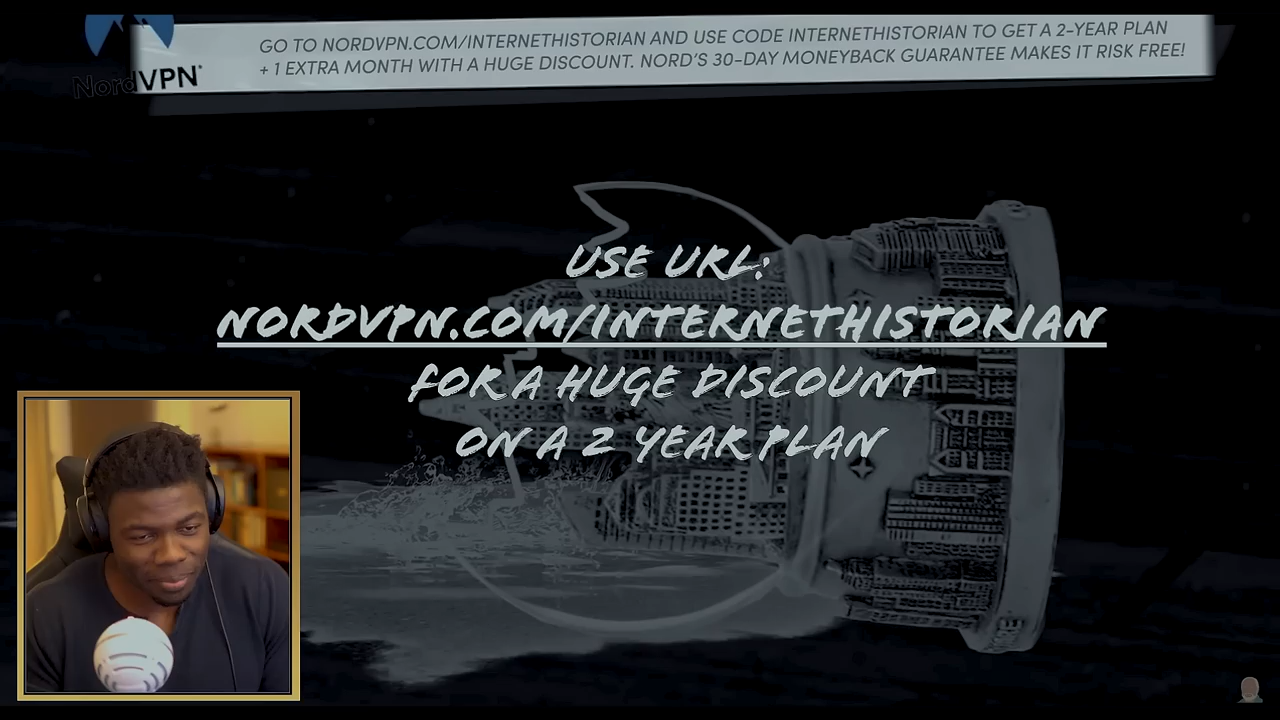 GO TO NORDVPN.COM/INTERNETHISTORIAN AND USE CODE INTERNETHISTORIAN TO GET A 2-YEAR PLAN
+ 1 EXTRA MONTH WITH A HUGE DISCOUNT. NORD'S 30-DAY MONEYBACK GUARANTEE MAKES IT RISK FREE!
NordVPN®
USE URL:
NORDVPN.COM/INTERNETHISTORIAN
FOR A HUGE DISCOUNT
ON A 2 YEAR PLAN